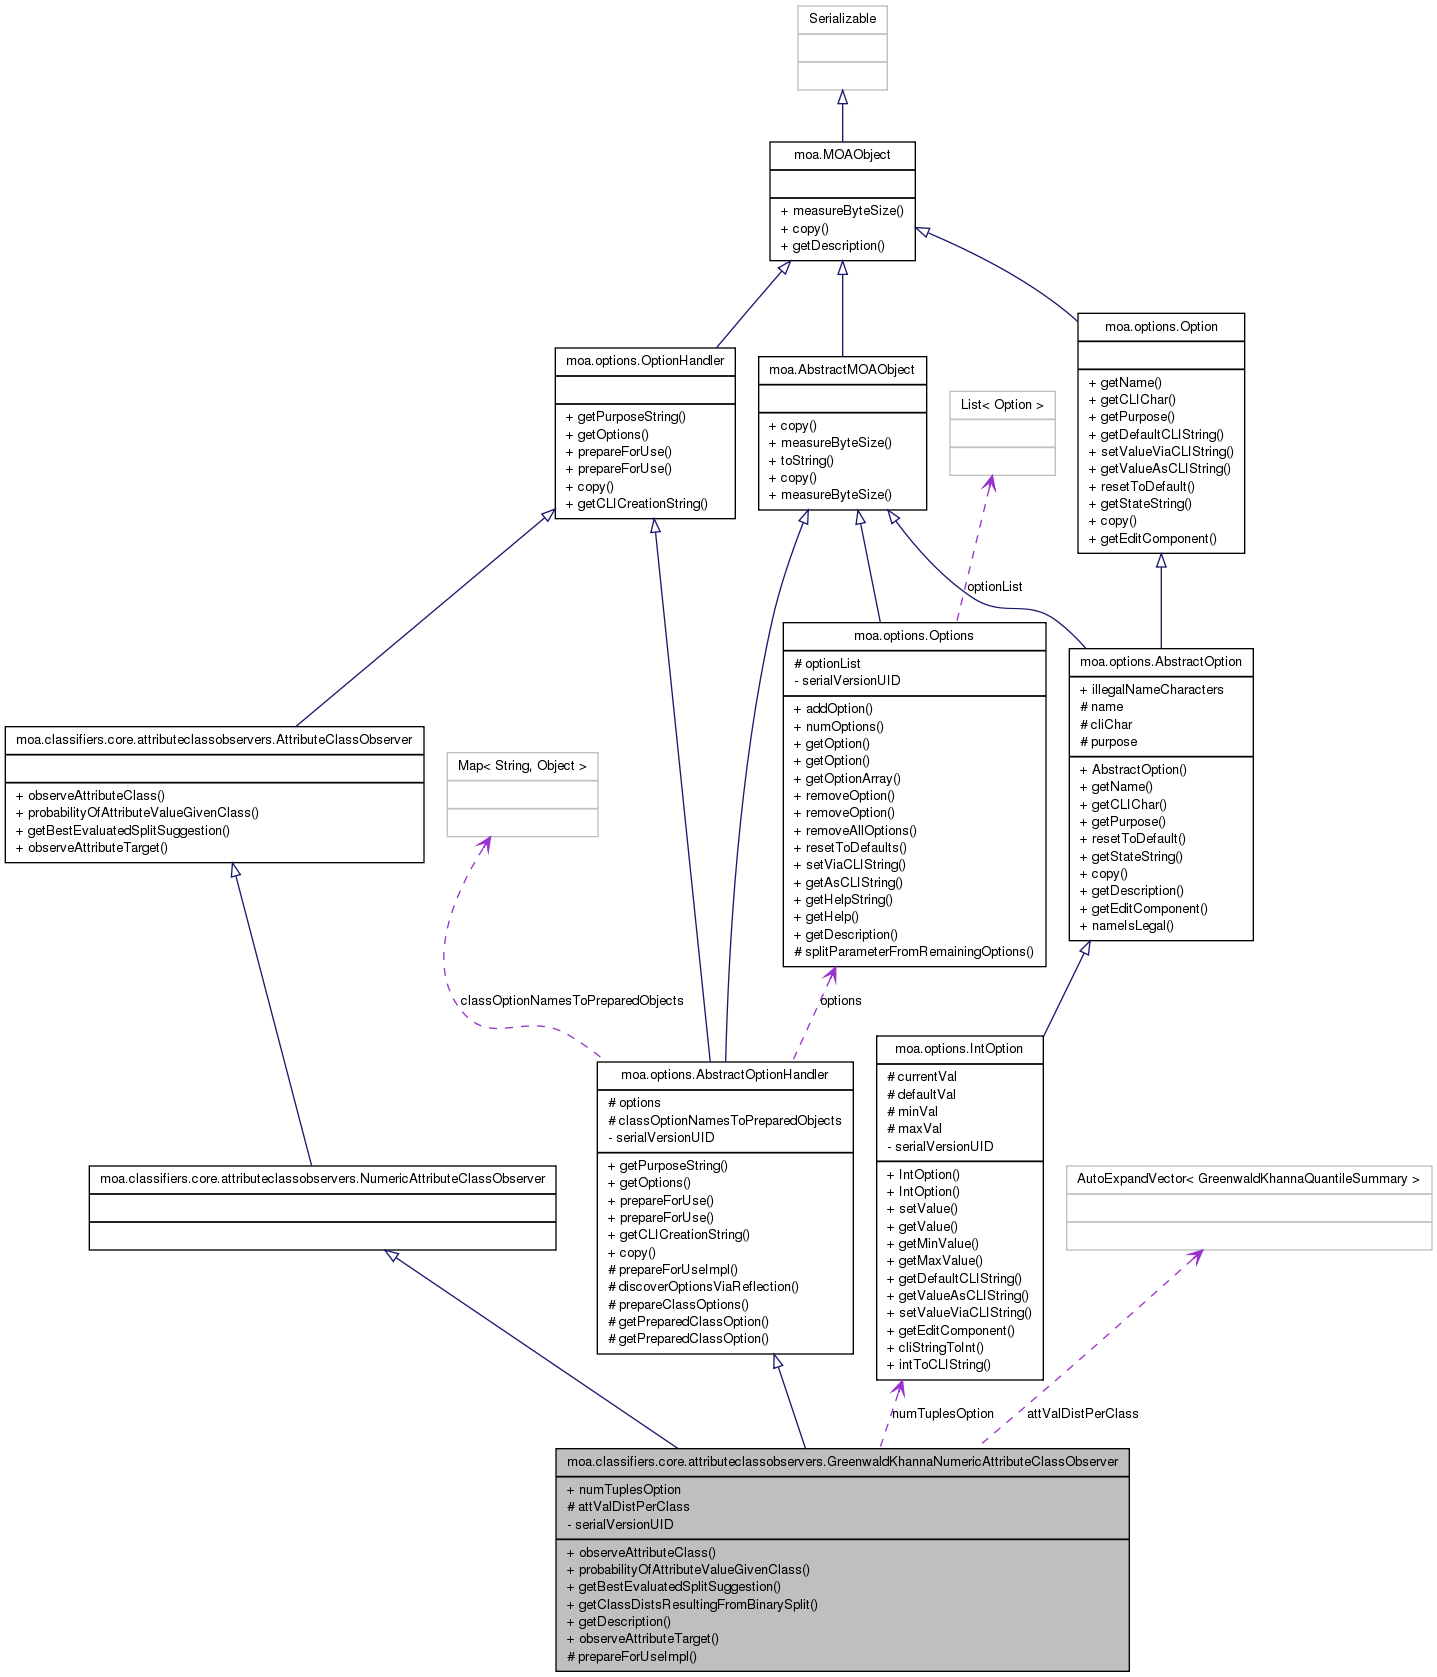 Serializable
moa.MOAObject
+ measureByteSize()
+ copy()
+ getDescription()
moa.options.Option
+ getName()
+ getCLIChar()
+ getPurpose()
+ getDefaultCLIString()
+ setValueViaCLIString()
+ getValueAsCLIString()
+ resetToDefault()
+ getStateString()
+ copy()
+ getEditComponent()
moa.options.OptionHandler
+ getPurposeString()
+ getOptions()
+ prepareForUse()
+ prepareForUse()
+ copy()
+ getCLICreationString()
moa.AbstractMOAObject
+ copy()
+ measureByteSize()
+ toString()
+ copy()
+ measureByteSize()
List< Option >
optionList
moa.options.Options
# optionList
- serialVersionUID
+ addOption()
+ numOptions()
+ getOption()
+ getOption()
+ getOptionArray()
+ removeOption()
+ removeOption()
+ removeAllOptions()
+ resetToDefaults()
+ setViaCLIString()
+ getAsCLIString()
+ getHelpString()
+ getHelp()
+ getDescription()
# splitParameterFromRemainingOptions()
moa.options.AbstractOption
+ illegalNameCharacters
# name
# cliChar
# purpose
+ AbstractOption()
+ getName()
+ getCLIChar()
+ getPurpose()
+ resetToDefault()
+ getStateString()
+ copy()
+ getDescription()
+ getEditComponent()
+ nameIsLegal()
moa.classifiers.core.attributeclassobservers.AttributeClassObserver
+ observeAttributeClass()
+ probabilityOfAttributeValueGivenClass()
+ getBestEvaluatedSplitSuggestion()
+ observeAttributeTarget()
Map< String, Object >
classOptionNamesToPreparedObjects
options
moa.options.IntOption
# currentVal
# defaultVal
# minVal
# maxVal
- serialVersionUID
+ IntOption()
+ IntOption()
+ setValue()
+ getValue()
+ getMinValue()
+ getMaxValue()
+ getDefaultCLIString()
+ getValueAsCLIString()
+ setValueViaCLIString()
+ getEditComponent()
+ cliStringToInt()
+ intToCLIString()
moa.options.AbstractOptionHandler
# options
# classOptionNamesToPreparedObjects
- serialVersionUID
+ getPurposeString()
+ getOptions()
+ prepareForUse()
+ prepareForUse()
+ getCLICreationString()
+ copy()
# prepareForUseImpl()
# discoverOptionsViaReflection()
# prepareClassOptions()
# getPreparedClassOption()
# getPreparedClassOption()
moa.classifiers.core.attributeclassobservers.NumericAttributeClassObserver
AutoExpandVector< GreenwaldKhannaQuantileSummary >
numTuplesOption
attValDistPerClass
moa.classifiers.core.attributeclassobservers.GreenwaldKhannaNumericAttributeClassObserver
+ numTuplesOption
# attValDistPerClass
- serialVersionUID
+ observeAttributeClass()
+ probabilityOfAttributeValueGivenClass()
+ getBestEvaluatedSplitSuggestion()
+ getClassDistsResultingFromBinarySplit()
+ getDescription()
+ observeAttributeTarget()
# prepareForUseImpl()